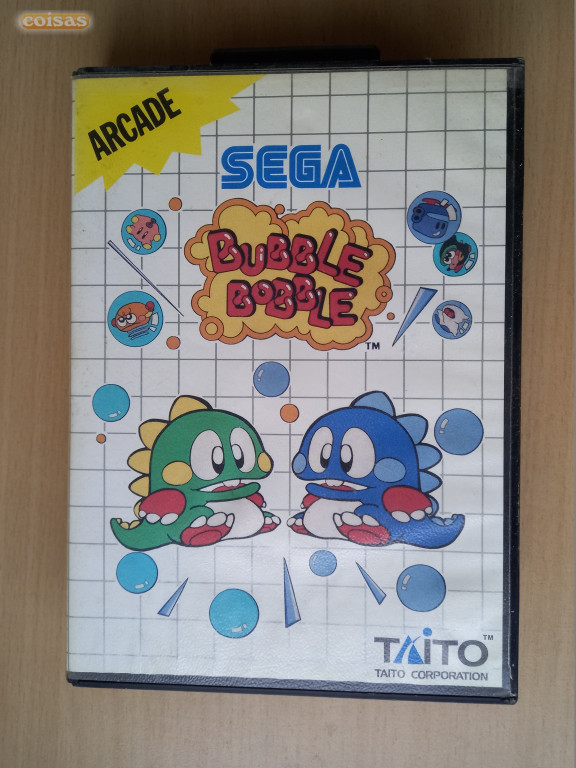 coisas
ARCADE
SEGA
BUBBLE
BOBBLE
TM
TAITO TM
TAITO CORPORATION